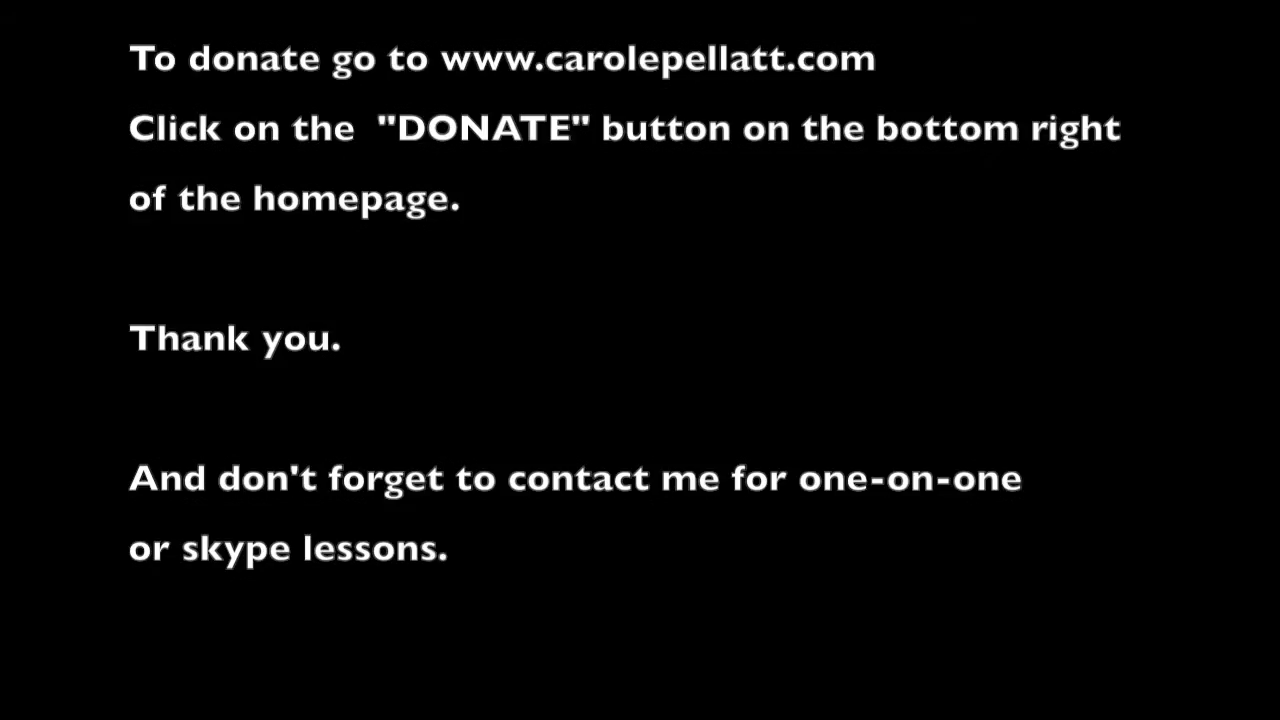 To donate go to www.carolepellatt.com
Click on the "DONATE" button on the bottom right
of the homepage.
Thank you.
And don't forget to contact me for one-on-one
or skype lessons.